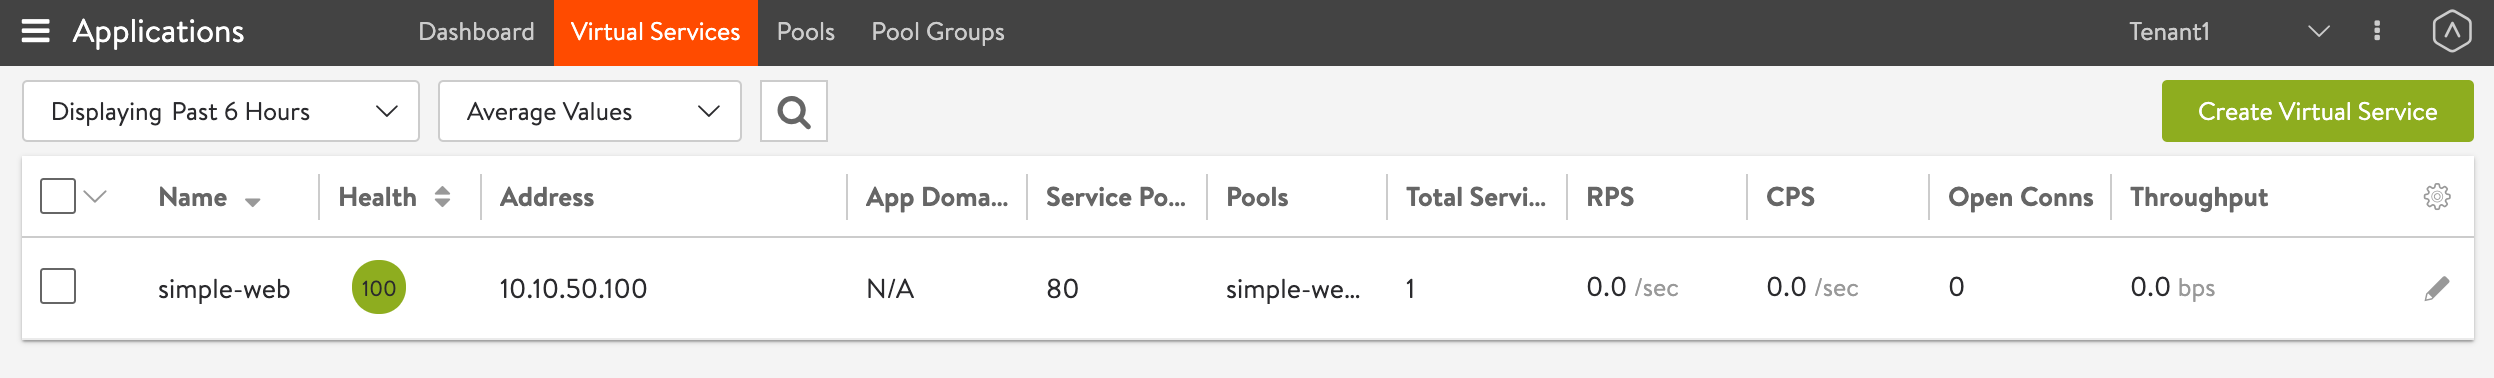 Applications Dashboard Virtual Services Pools Pool Groups Tenant1
Displaying Past 6 Hours Average Values Create Virtual Service
Name Health Address App Doma... Service Po... Pools Total Servi... RPS CPS Open Conns Throughput
simple-web 100 10.10.50.100 N/A 80 simple-we... 1 0.0 /sec 0.0 /sec 0 0.0 bps